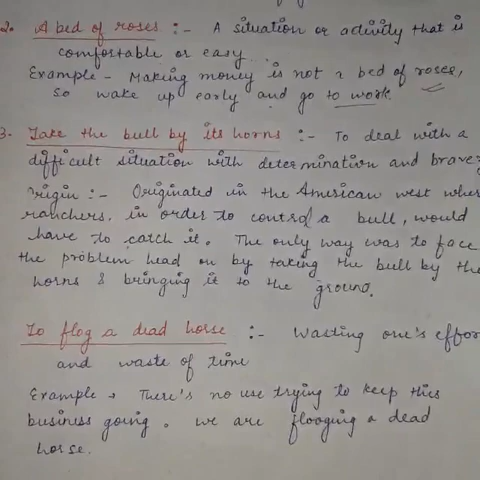 2. A bed of roses :- A situation or activity that is
comfortable or easy.
Example - Making money is not a bed of roses,
so wake up early and go to work.
3. Take the bull by its horns :- To deal with a
difficult situation with determination and brave
rigin :- Originated in the American west wher
ranchers, in order to control a bull, would
have to catch it. The only way was to face
the problem head on by taking the bull by the
horns & bringing it to the ground.
To flog a dead horse :- Wasting one's effor
and waste of time
Example → There's no use trying to keep this
business going. We are flooging a dead
horse.